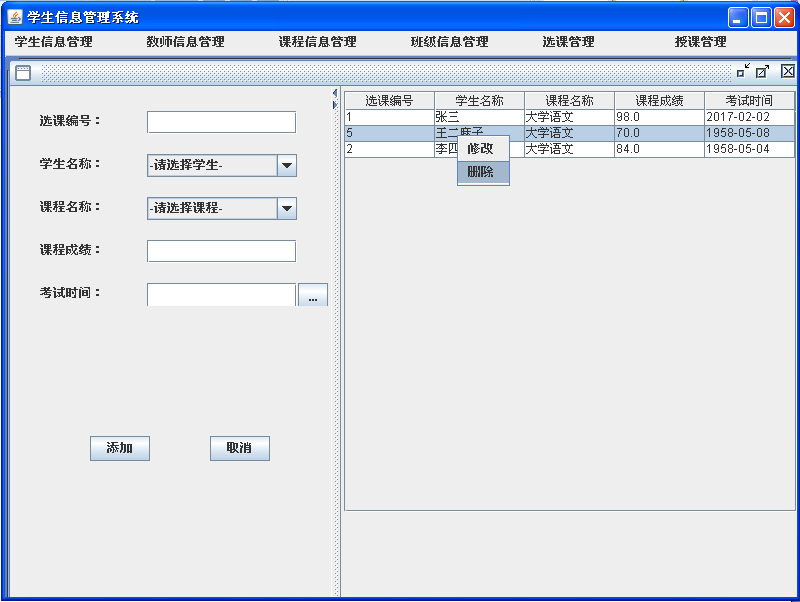 学生信息管理系统
学生信息管理 教师信息管理 课程信息管理 班级信息管理 选课管理 授课管理
选课编号：
学生名称： -请选择学生-
课程名称： -请选择课程-
课程成绩：
考试时间： ...
添加 取消
选课编号 学生名称 课程名称 课程成绩 考试时间
1 张三 大学语文 98.0 2017-02-02
5 王二麻子 大学语文 70.0 1958-05-08
2 李四 大学语文 84.0 1958-05-04
修改
删除